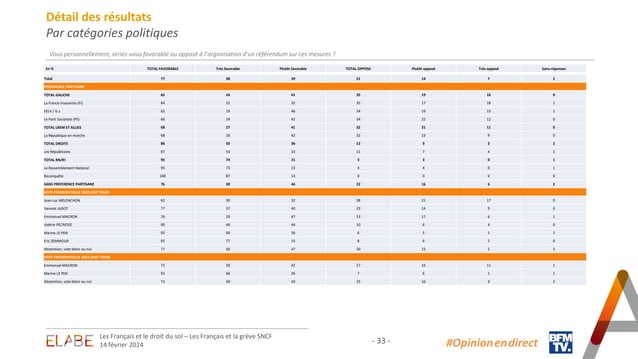 Détail des résultats
Par catégories politiques
Vous personnellement, seriez-vous favorable ou opposé à l'organisation d'un référendum sur ces mesures ?
En % TOTAL FAVORABLE Très favorable Plutôt favorable TOTAL OPPOSE Plutôt opposé Très opposé Sans réponses
Total 77 38 39 21 14 7 2
PREFERENCE PARTISANE
TOTAL GAUCHE 65 24 41 35 19 16 0
La France Insoumise (FI) 64 32 32 35 17 18 1
EELV / G.s 65 19 46 34 19 15 1
Le Parti Socialiste (PS) 66 24 42 34 22 12 0
TOTAL LREM ET ALLIES 68 27 41 32 21 11 0
La République en marche 68 26 42 32 23 9 0
TOTAL DROITE 86 50 36 12 9 3 2
Les Républicains 87 54 33 11 7 4 2
TOTAL RN/R! 95 74 21 3 3 0 1
Le Rassemblement National 95 73 22 4 4 0 1
Reconquête 100 87 13 0 0 0 0
SANS PREFERENCE PARTISANE 76 30 46 22 16 6 2
VOTE PRESIDENTIELLE 2022 (1ER TOUR)
Jean-Luc MELENCHON 62 30 32 38 21 17 0
Yannick JADOT 77 37 40 23 14 9 0
Emmanuel MACRON 76 29 47 23 17 6 1
Valérie PECRESSE 90 46 44 10 6 4 0
Marine LE PEN 92 66 26 6 5 1 2
Eric ZEMMOUR 92 77 15 8 6 2 0
Abstention, vote blanc ou nul 77 30 47 20 15 5 3
VOTE PRESIDENTIELLE 2022 (2ND TOUR)
Emmanuel MACRON 72 30 42 27 16 11 1
Marine LE PEN 92 66 26 7 6 1 1
Abstention, vote blanc ou nul 73 30 43 25 16 9 2
ELABE
Les Français et le droit du sol – Les Français et la grève SNCF
14 février 2024
- 33 -
#Opinionendirect
BFM
TV.